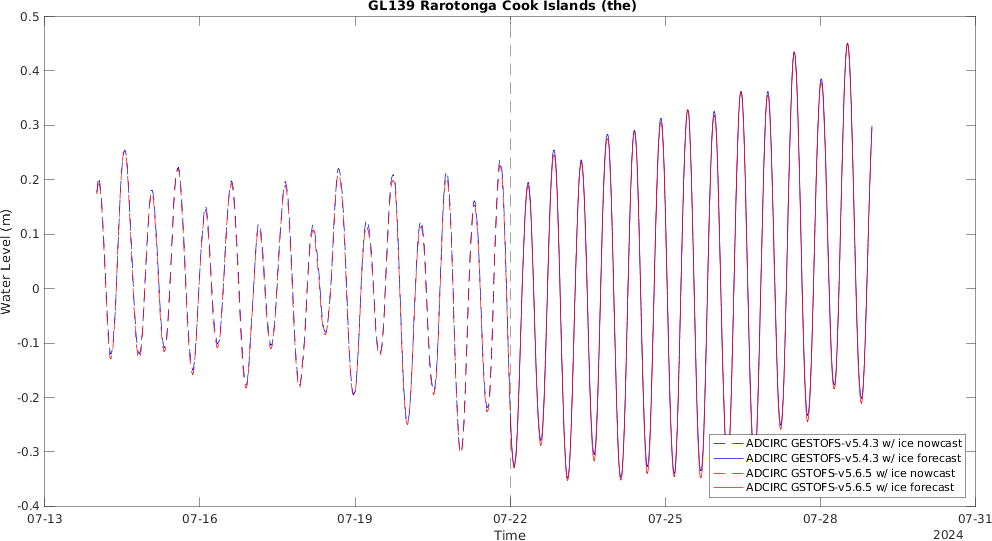 GL139 Rarotonga Cook Islands (the)
Water Level (m)
0.5
0.4
0.3
0.2
0.1
0
-0.1
-0.2
-0.3
-0.4
ADCIRC GESTOFS-v5.4.3 w/ ice nowcast
ADCIRC GESTOFS-v5.4.3 w/ ice forecast
ADCIRC GSTOFS-v5.6.5 w/ ice nowcast
ADCIRC GSTOFS-v5.6.5 w/ ice forecast
07-13 07-16 07-19 07-22 07-25 07-28 07-31
Time
2024